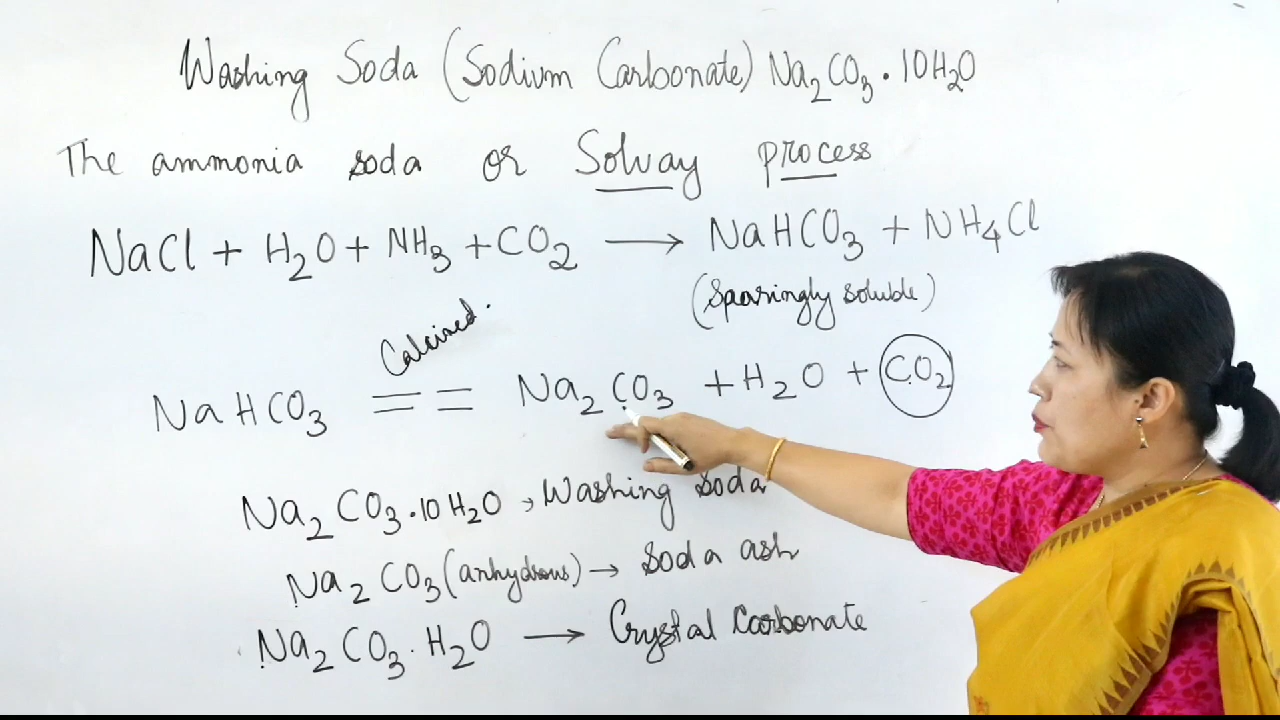 Washing Soda (Sodium Carbonate) Na₂CO₃·10H₂O
The ammonia soda or Solvay process
NaCl + H₂O + NH₃ + CO₂ ⟶ NaHCO₃ + NH₄Cl
(Sparingly soluble)
Calcined.
NaHCO₃ == Na₂CO₃ + H₂O + CO₂
Na₂CO₃·10H₂O , Washing soda
Na₂CO₃ (anhydrous) → Soda ash
Na₂CO₃·H₂O → Crystal Carbonate